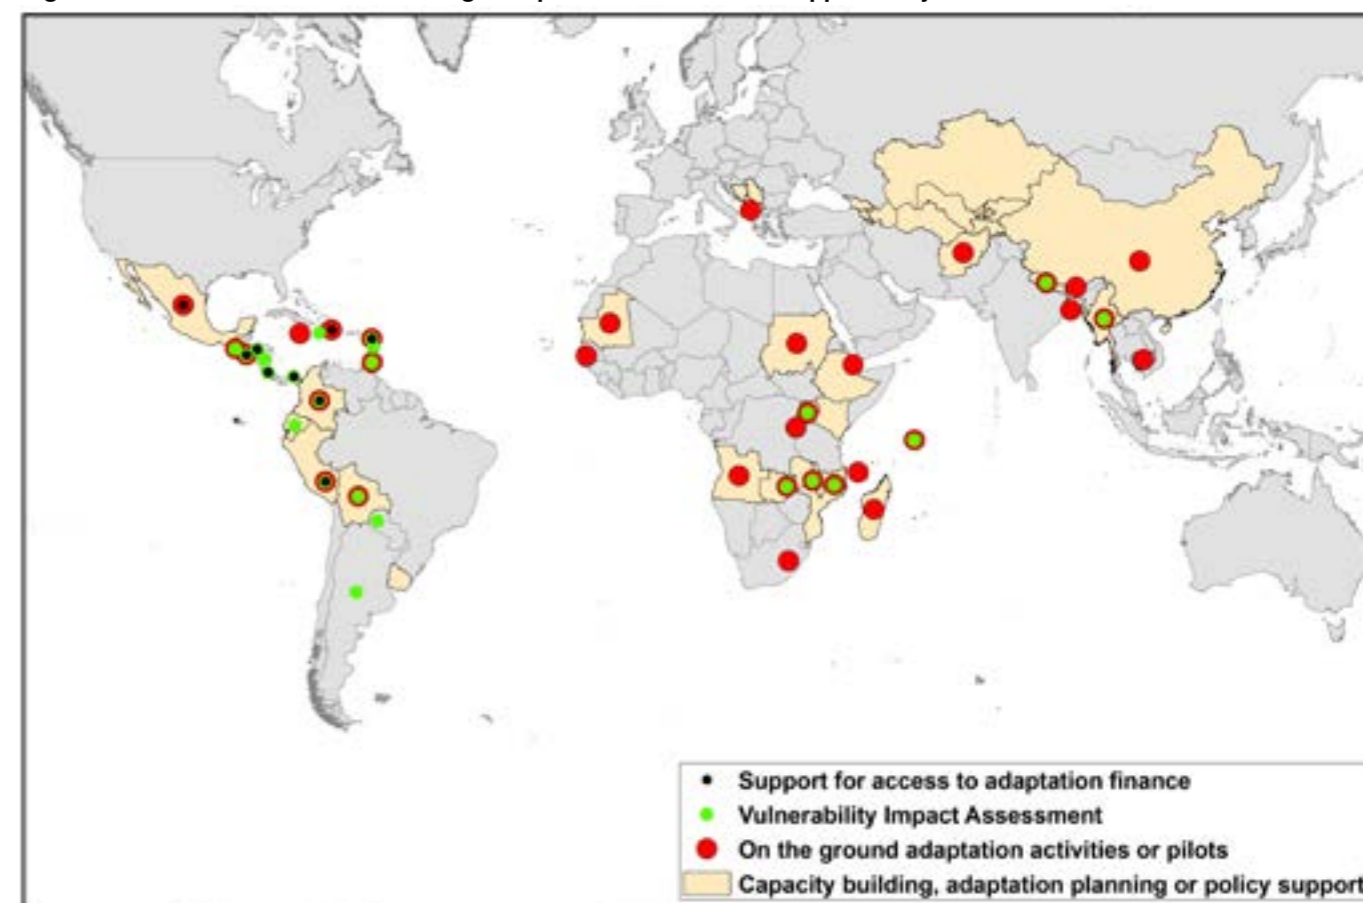 Support for access to adaptation finance
Vulnerability Impact Assessment
On the ground adaptation activities or pilots
Capacity building, adaptation planning or policy support